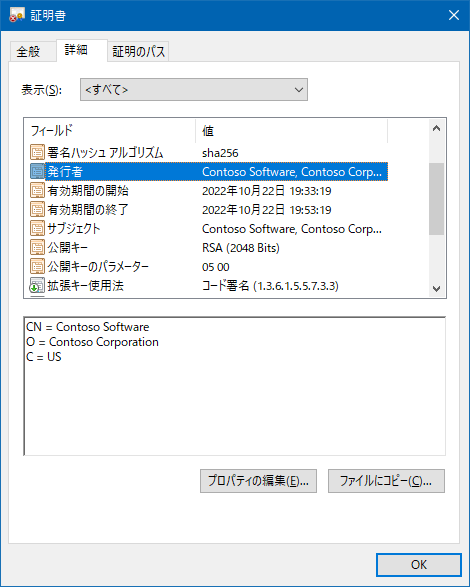 証明書
全般 詳細 証明のパス
表示(S): <すべて>
フィールド 値
署名ハッシュ アルゴリズム sha256
発行者 Contoso Software, Contoso Corp...
有効期間の開始 2022年10月22日 19:33:19
有効期間の終了 2022年10月22日 19:53:19
サブジェクト Contoso Software, Contoso Corp...
公開キー RSA (2048 Bits)
公開キーのパラメーター 05 00
拡張キー使用法 コード署名 (1.3.6.1.5.5.7.3.3)
CN = Contoso Software
O = Contoso Corporation
C = US
プロパティの編集(E)... ファイルにコピー(C)...
OK